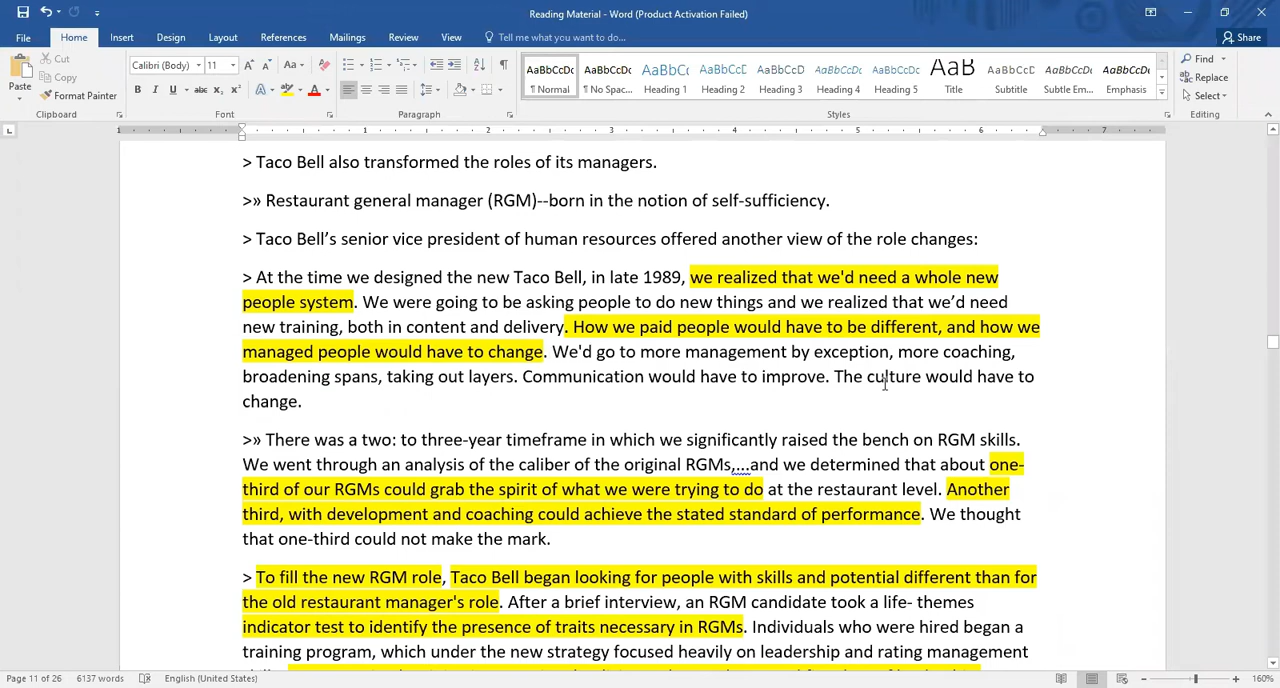 Reading Material - Word (Product Activation Failed)
File Home Insert Design Layout References Mailings Review View Tell me what you want to do... Share
Paste Cut Copy Format Painter Calibri (Body) 11 AaBbCcDc AaBbCcDc AaBbC( AaBbCcD AaBbCcD AaBbCcDc AaBbCcDc AaB AaBbCcD AaBbCcDc AaBbCcDc Find Replace Select
¶ Normal ¶ No Spac... Heading 1 Heading 2 Heading 3 Heading 4 Heading 5 Title Subtitle Subtle Em... Emphasis
Clipboard Font Paragraph Styles Editing
1 1 2 3 4 5 6 7
> Taco Bell also transformed the roles of its managers.
>» Restaurant general manager (RGM)--born in the notion of self-sufficiency.
> Taco Bell’s senior vice president of human resources offered another view of the role changes:
> At the time we designed the new Taco Bell, in late 1989, we realized that we'd need a whole new
people system. We were going to be asking people to do new things and we realized that we’d need
new training, both in content and delivery. How we paid people would have to be different, and how we
managed people would have to change. We'd go to more management by exception, more coaching,
broadening spans, taking out layers. Communication would have to improve. The culture would have to
change.
>» There was a two: to three-year timeframe in which we significantly raised the bench on RGM skills.
We went through an analysis of the caliber of the original RGMs,...and we determined that about one-
third of our RGMs could grab the spirit of what we were trying to do at the restaurant level. Another
third, with development and coaching could achieve the stated standard of performance. We thought
that one-third could not make the mark.
> To fill the new RGM role, Taco Bell began looking for people with skills and potential different than for
the old restaurant manager's role. After a brief interview, an RGM candidate took a life- themes
indicator test to identify the presence of traits necessary in RGMs. Individuals who were hired began a
training program, which under the new strategy focused heavily on leadership and rating management
Page 11 of 26 6137 words English (United States) 160%